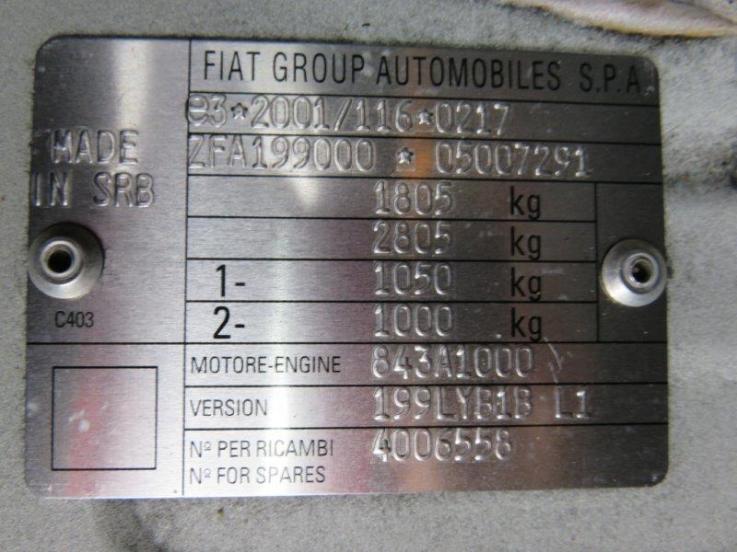 FIAT GROUP AUTOMOBILES S.P.A.
e3*2001/116*0217
MADE IN SRB
ZFA199000 * 05007291
1805 kg
2805 kg
1- 1050 kg
2- 1000 kg
C403
MOTORE-ENGINE 843A1000
VERSION 199LYB1B L1
Nº PER RICAMBI 4006558
Nº FOR SPARES